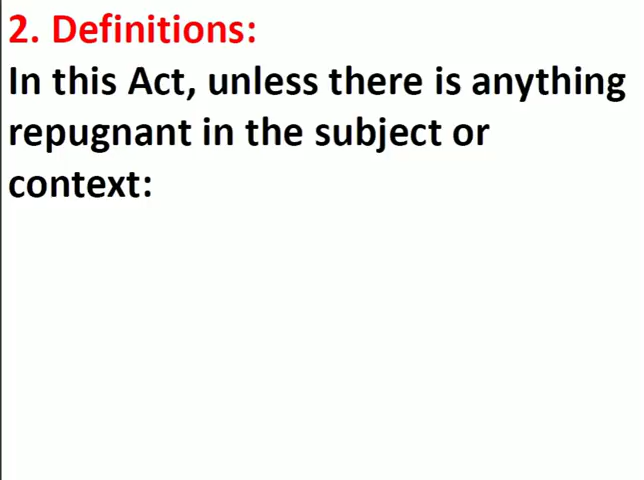 2. Definitions:
In this Act, unless there is anything
repugnant in the subject or
context: